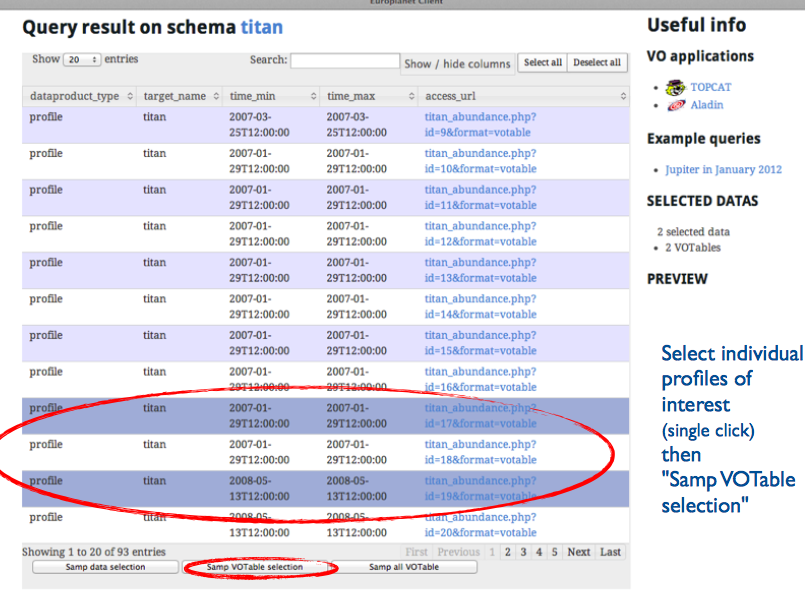 Europlanet Client
Query result on schema titan
Show 20 entries
Search:
Show / hide columns
Select all
Deselect all
dataproduct_type target_name time_min time_max access_url
profile titan 2007-03- 2007-03- titan_abundance.php?
25T12:00:00 25T12:00:00 id=9&format=votable
profile titan 2007-01- 2007-01- titan_abundance.php?
29T12:00:00 29T12:00:00 id=10&format=votable
profile titan 2007-01- 2007-01- titan_abundance.php?
29T12:00:00 29T12:00:00 id=11&format=votable
profile titan 2007-01- 2007-01- titan_abundance.php?
29T12:00:00 29T12:00:00 id=12&format=votable
profile titan 2007-01- 2007-01- titan_abundance.php?
29T12:00:00 29T12:00:00 id=13&format=votable
profile titan 2007-01- 2007-01- titan_abundance.php?
29T12:00:00 29T12:00:00 id=14&format=votable
profile titan 2007-01- 2007-01- titan_abundance.php?
29T12:00:00 29T12:00:00 id=15&format=votable
profile titan 2007-01- 2007-01- titan_abundance.php?
29T12:00:00 29T12:00:00 id=16&format=votable
profile titan 2007-01- 2007-01- titan_abundance.php?
29T12:00:00 29T12:00:00 id=17&format=votable
profile titan 2007-01- 2007-01- titan_abundance.php?
29T12:00:00 29T12:00:00 id=18&format=votable
profile titan 2008-05- 2008-05- titan_abundance.php?
13T12:00:00 13T12:00:00 id=19&format=votable
profile titan 2008-05- 2008-05- titan_abundance.php?
13T12:00:00 13T12:00:00 id=20&format=votable
Showing 1 to 20 of 93 entries
First Previous 1 2 3 4 5 Next Last
Samp data selection
Samp VOTable selection
Samp all VOTable
Useful info
VO applications
TOPCAT
Aladin
Example queries
Jupiter in January 2012
SELECTED DATAS
2 selected data
2 VOTables
PREVIEW
Select individual
profiles of
interest
(single click)
then
"Samp VOTable
selection"